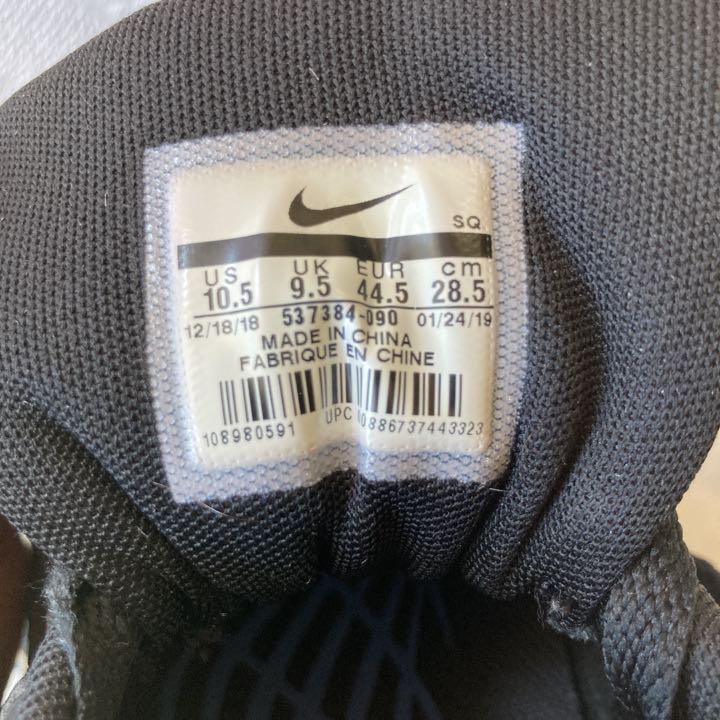 SQ
US UK EUR cm
10.5 9.5 44.5 28.5
12/18/18 537384-090 01/24/19
MADE IN CHINA
FABRIQUE EN CHINE
108980591 UPC 00886737443323